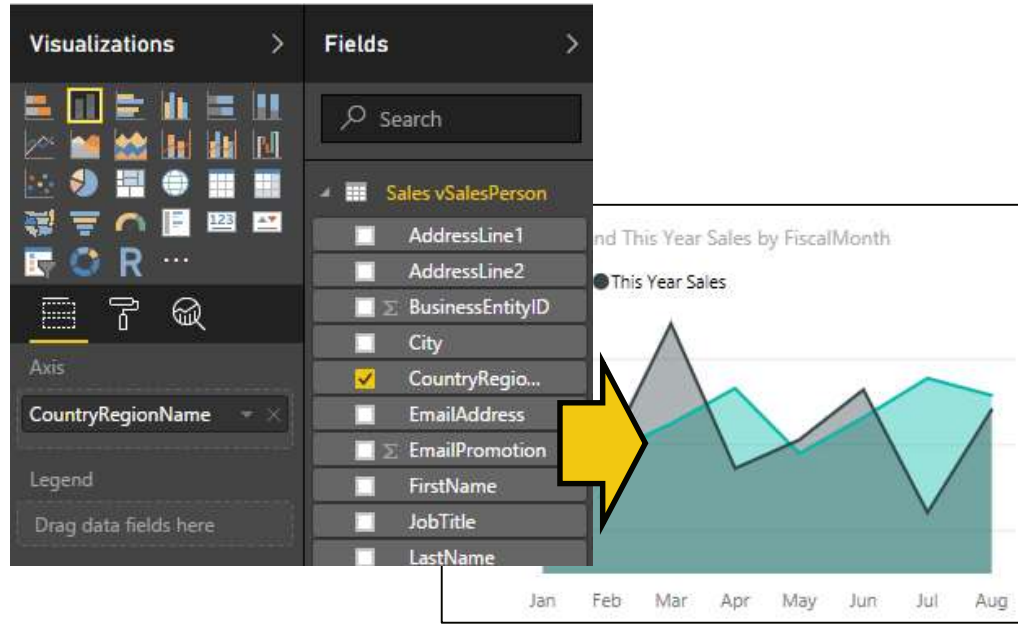 Visualizations
Fields
Search
Sales vSalesPerson
AddressLine1
AddressLine2
Σ BusinessEntityID
City
CountryRegio...
EmailAddress
Σ EmailPromotion
FirstName
JobTitle
LastName
123
R ...
Axis
CountryRegionName
Legend
Drag data fields here
nd This Year Sales by FiscalMonth
This Year Sales
Jan Feb Mar Apr May Jun Jul Aug